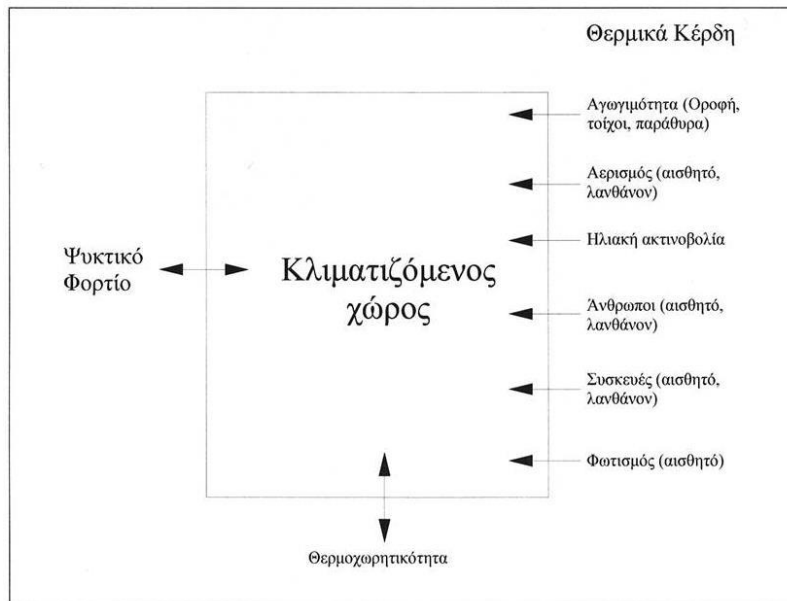 Θερμικά Κέρδη
Αγωγιμότητα (Οροφή,
τοίχοι, παράθυρα)
Αερισμός (αισθητό,
λανθάνον)
Ηλιακή ακτινοβολία
Ψυκτικό
Φορτίο
Κλιματιζόμενος
χώρος
Άνθρωποι (αισθητό,
λανθάνον)
Συσκευές (αισθητό,
λανθάνον)
Φωτισμός (αισθητό)
Θερμοχωρητικότητα